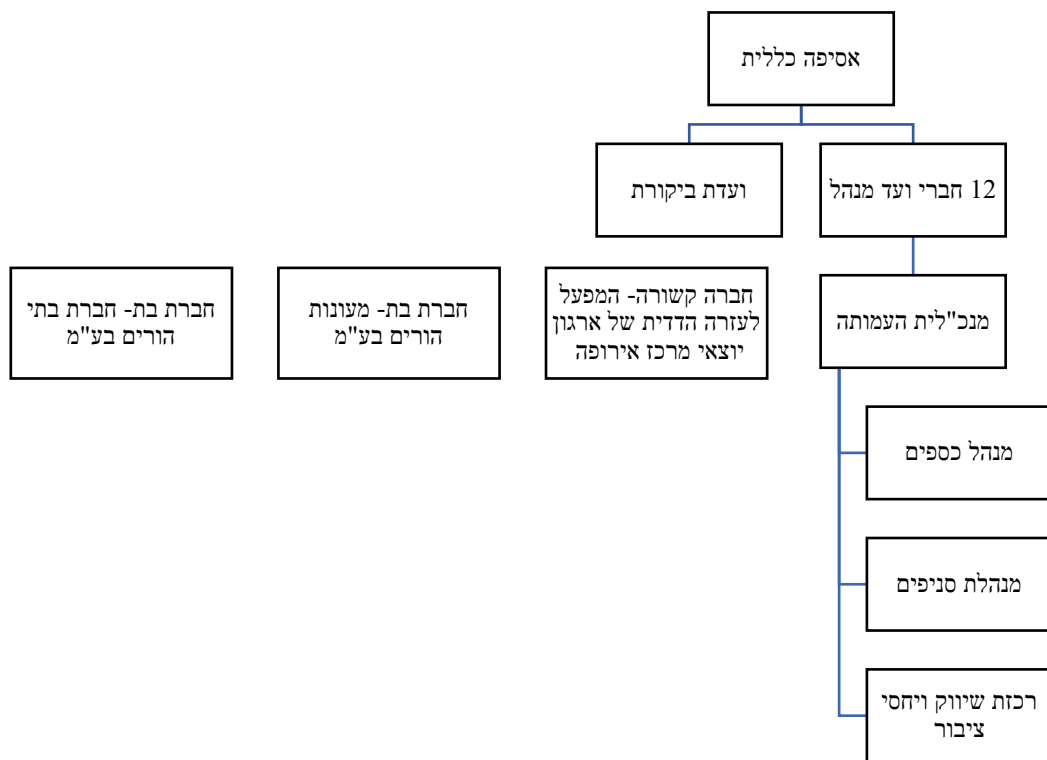 אסיפה כללית
12 חברי ועד מנהל
ועדת ביקורת
מנכ"לית העמותה
חברה קשורה- המפעל
לעזרה הדדית של ארגון
יוצאי מרכז אירופה
חברת בת- מעונות
הורים בע"מ
חברת בת- חברת בתי
הורים בע"מ
מנהל כספים
מנהלת סניפים
רכזת שיווק ויחסי
ציבור